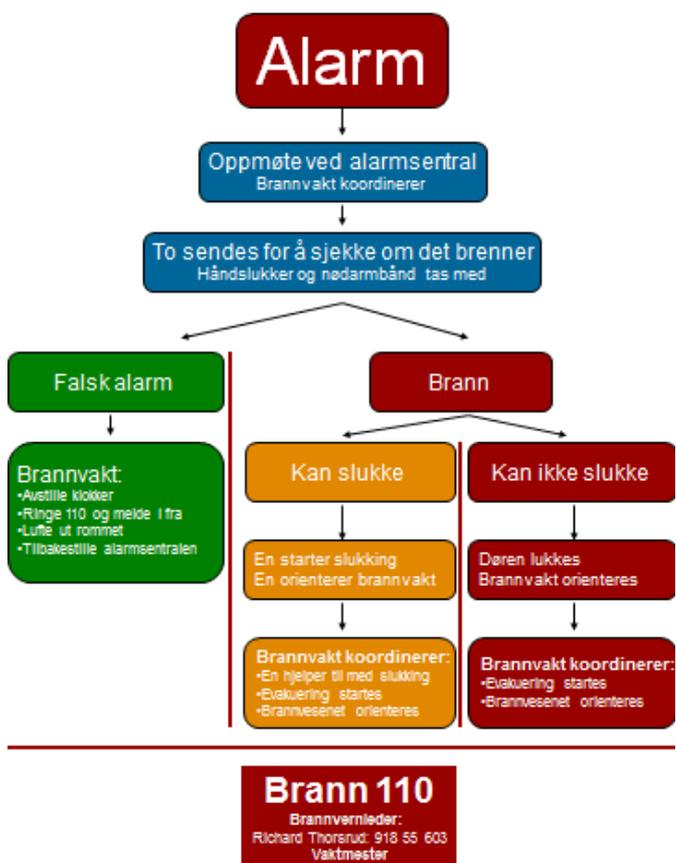 Alarm
Oppmøte ved alarmsentral
Brannvakt koordinerer
To sendes for å sjekke om det brenner
Håndslukker og nødarmbånd tas med
Falsk alarm
Brannvakt:
•Avstille klokker
•Ringe 110 og melde i fra
•Lufte ut rommet
•Tilbakestille alarmsentralen
Brann
Kan slukke
En starter slukking
En orienterer brannvakt
Brannvakt koordinerer:
•En hjelper til med slukking
•Evakuering startes
•Brannvesenet orienteres
Kan ikke slukke
Døren lukkes
Brannvakt orienteres
Brannvakt koordinerer:
•Evakuering startes
•Brannvesenet orienteres
Brann 110
Brannvernleder:
Richard Thorsrud: 918 55 603
Vaktmester